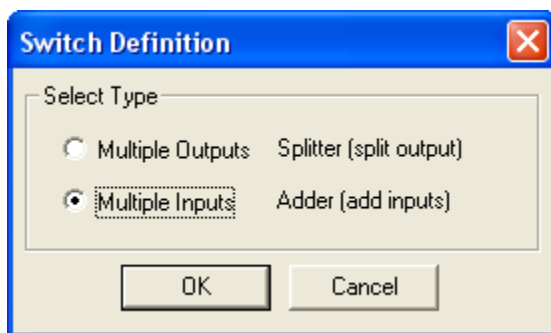 Switch Definition
Select Type
Multiple Outputs Splitter (split output)
Multiple Inputs Adder (add inputs)
OK Cancel